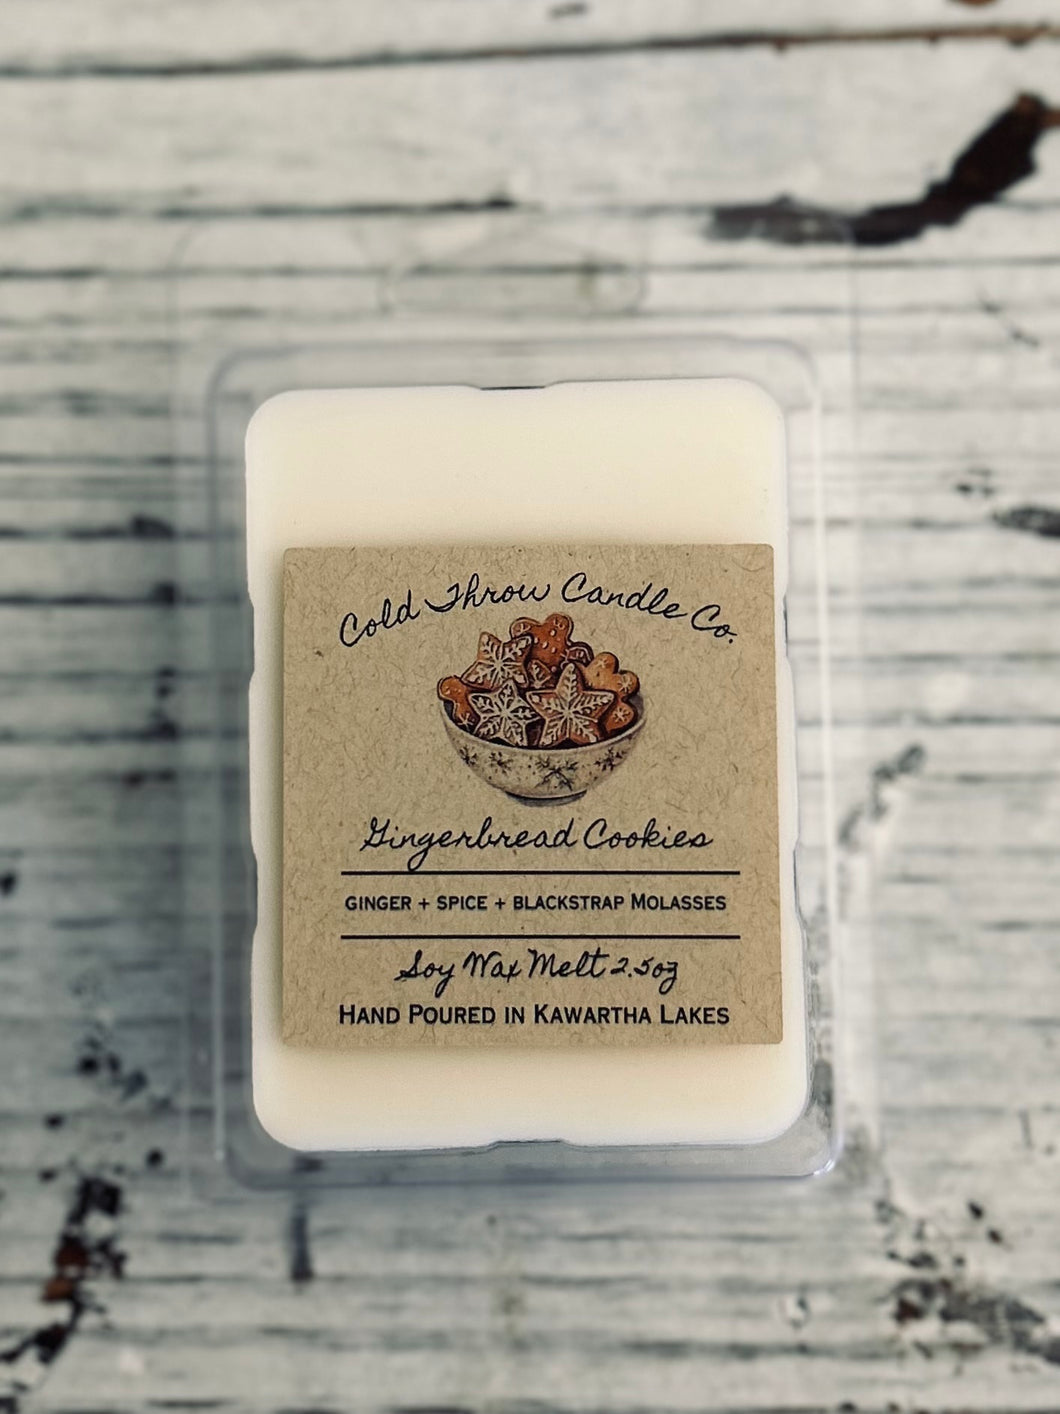 Cold Throw Candle Co.
Gingerbread Cookies
GINGER + SPICE + BLACKSTRAP MOLASSES
Soy Wax Melt 2.5oz
HAND POURED IN KAWARTHA LAKES